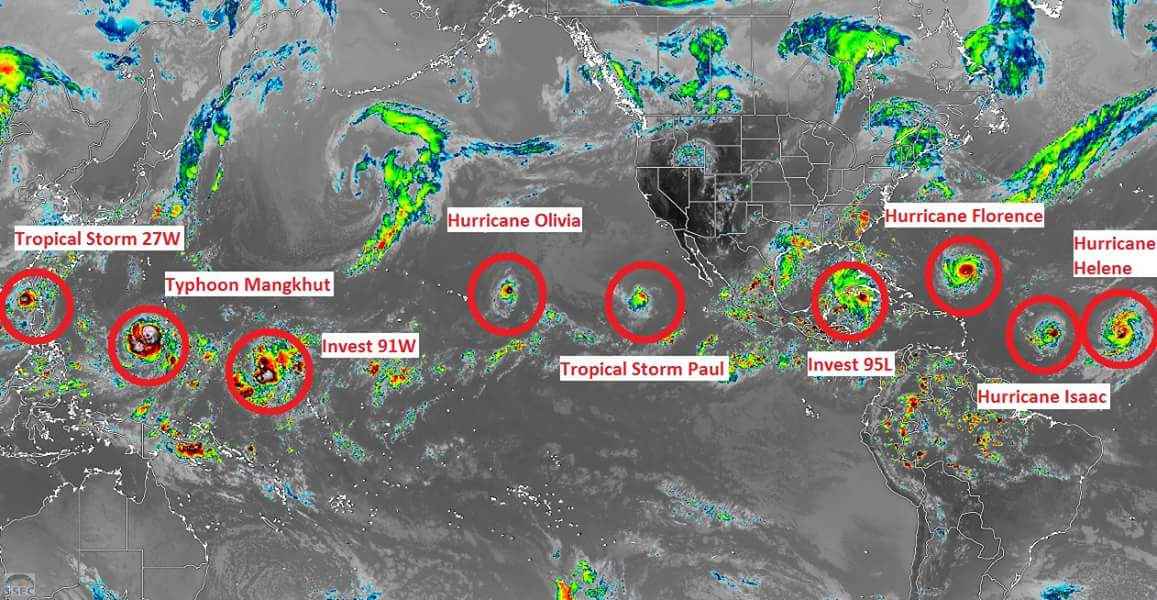 Tropical Storm 27W
Typhoon Mangkhut
Invest 91W
Hurricane Olivia
Tropical Storm Paul
Invest 95L
Hurricane Florence
Hurricane
Helene
Hurricane Isaac